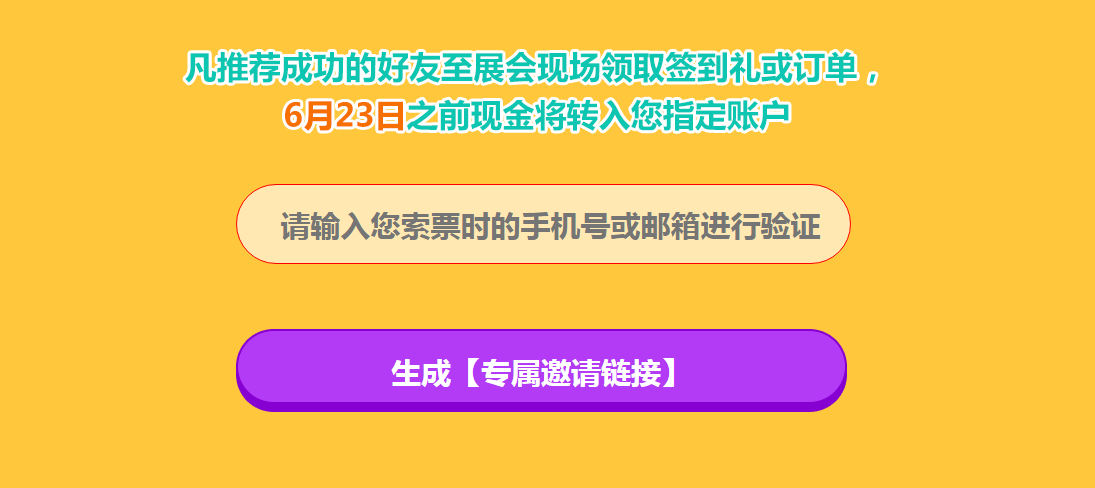 凡推荐成功的好友至展会现场领取签到礼或订单，
6月23日之前现金将转入您指定账户
请输入您索票时的手机号或邮箱进行验证
生成【专属邀请链接】